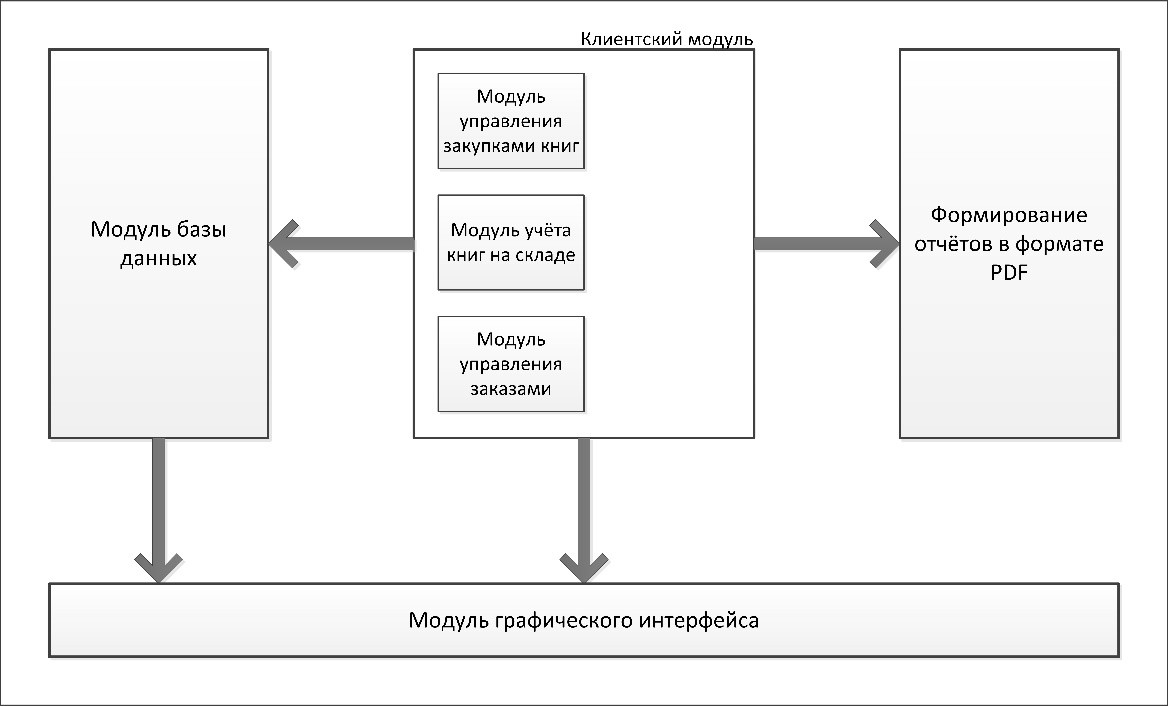 Клиентский модуль
Модуль
управления
закупками книг
Модуль базы
данных
Модуль учёта
книг на складе
Формирование
отчётов в формате
PDF
Модуль
управления
заказами
Модуль графического интерфейса